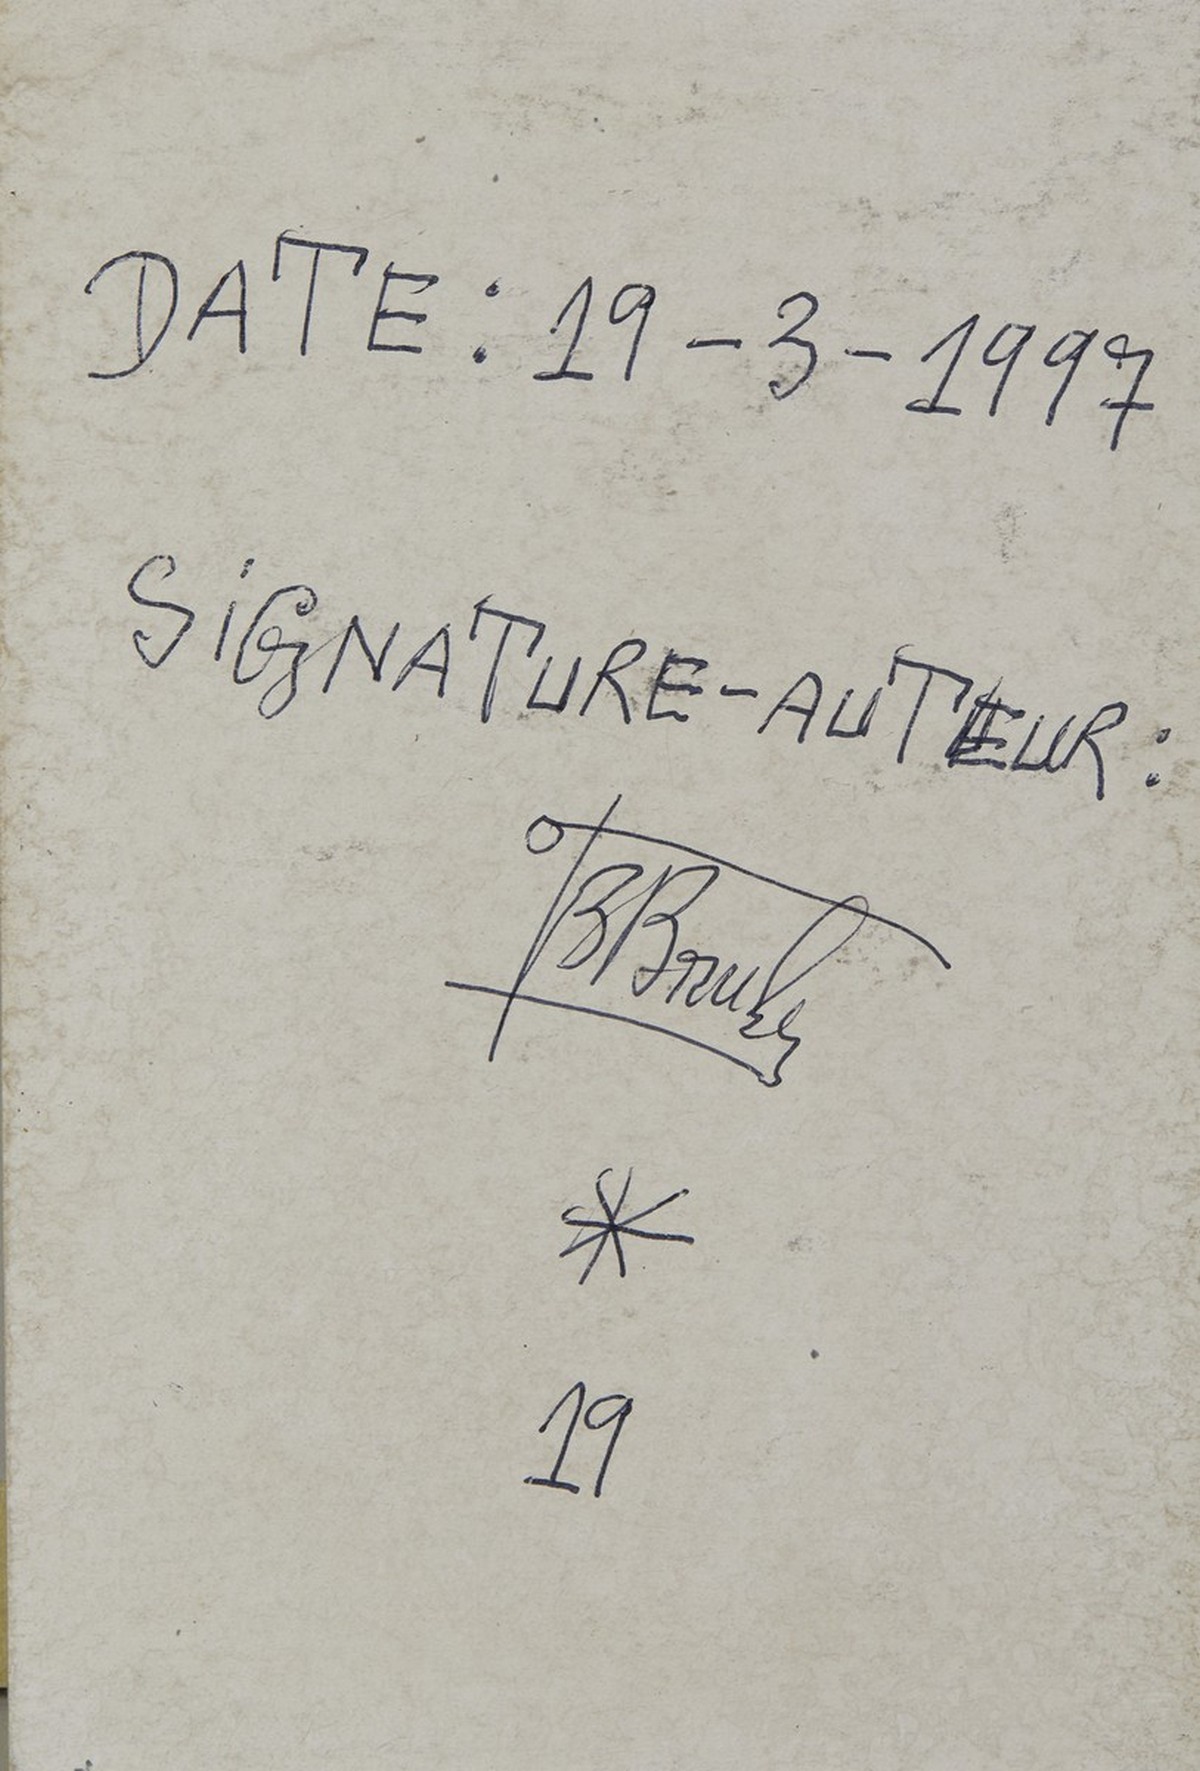 DATE: 19-3-1997
SiGNATURE-AUTEUR:
*
19